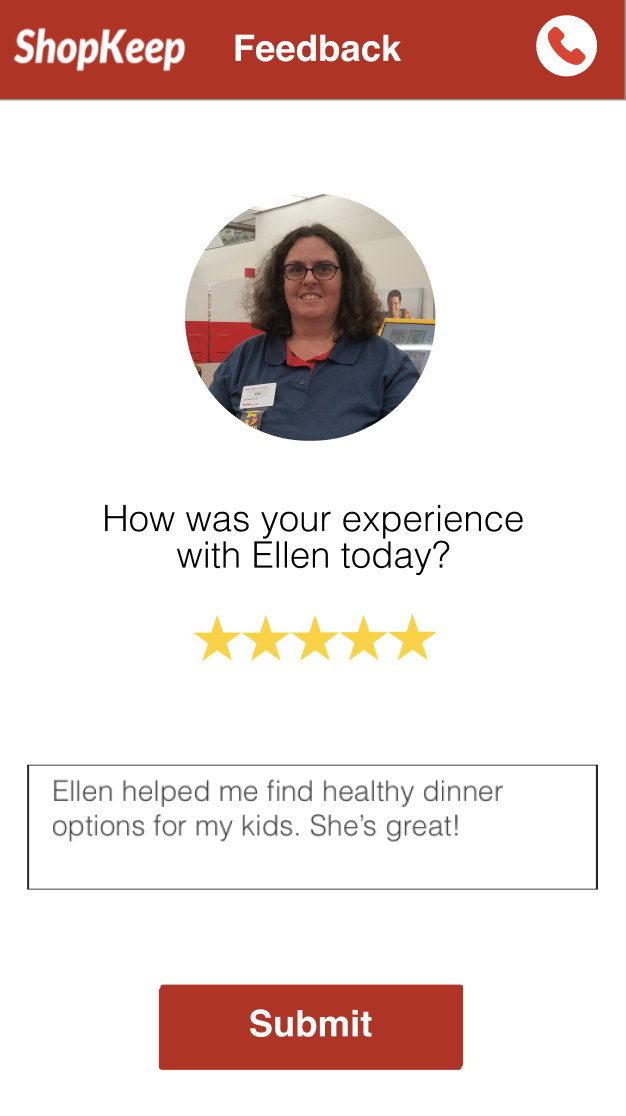 ShopKeep Feedback
How was your experience
with Ellen today?
Ellen helped me find healthy dinner
options for my kids. She’s great!
Submit